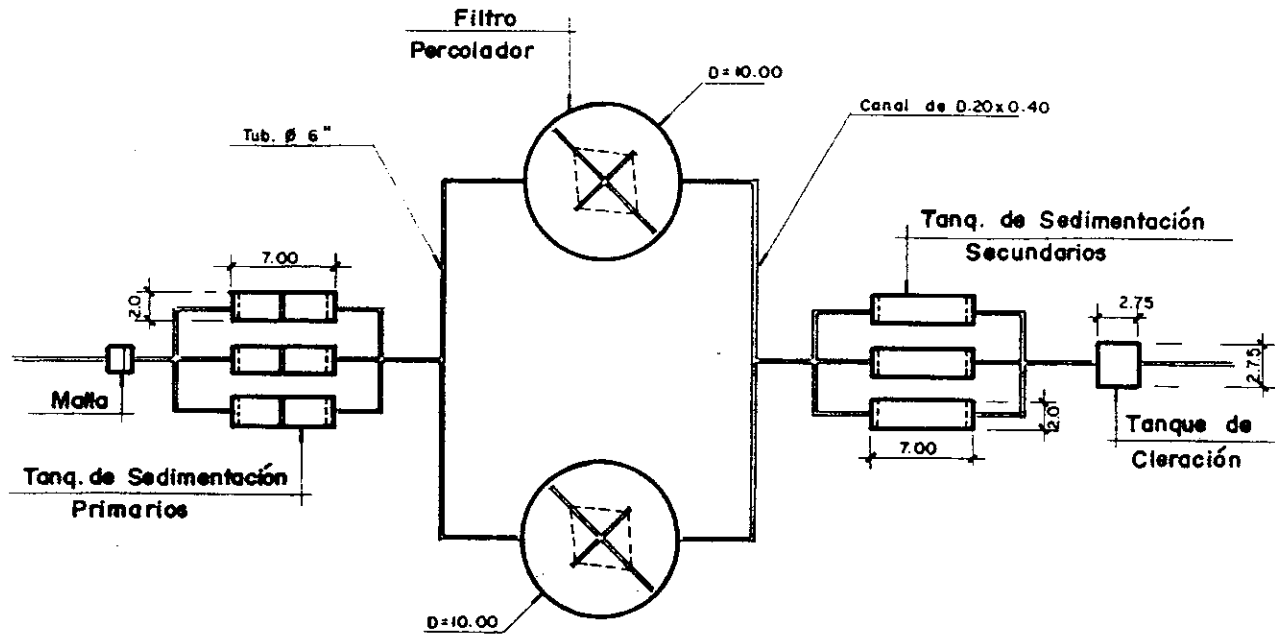 Filtro
Percolador
D=10.00
Canal de 0.20x0.40
Tub. Ø 6"
Tanq. de Sedimentación
Secundarios
7.00
2.0
2.75
2.75
Malla
Tanq. de Sedimentación
Primarios
2.0
7.00
Tanque de
Cleración
D=10.00